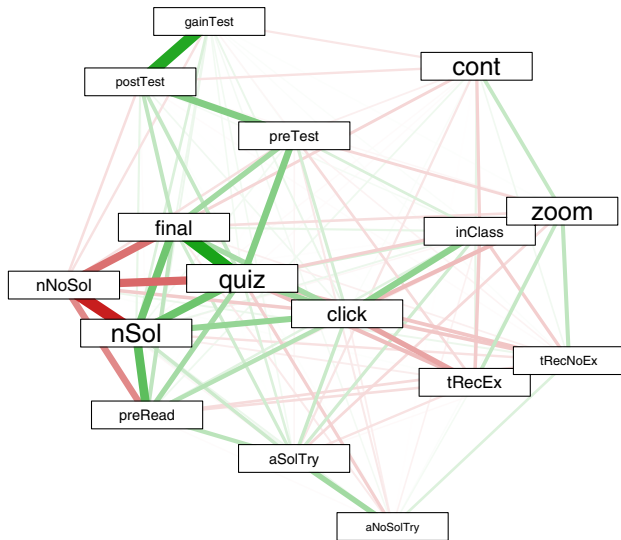 gainTest
cont
postTest
preTest
zoom
final
inClass
quiz
nNoSol
click
nSol
tRecNoEx
tRecEx
preRead
aSolTry
aNoSolTry